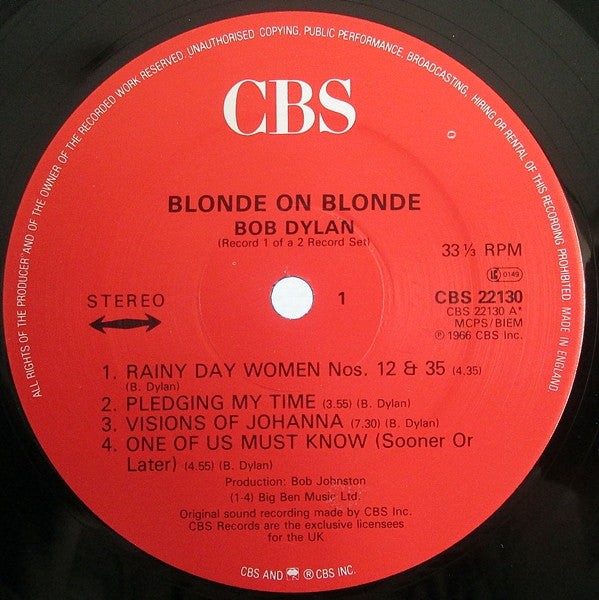 ALL RIGHTS OF THE PRODUCER AND OF THE OWNER OF THE RECORDED WORK RESERVED. UNAUTHORISED COPYING, PUBLIC PERFORMANCE, BROADCASTING, HIRING OR RENTAL OF THIS RECORDING PROHIBITED. MADE IN ENGLAND
CBS
BLONDE ON BLONDE
BOB DYLAN
(Record 1 of a 2 Record Set)
33⅓ RPM
LC 0149
STEREO
1
CBS 22130
CBS 22130 A*
MCPS/BIEM
℗ 1966 CBS Inc.
1. RAINY DAY WOMEN Nos. 12 & 35 (4.35)
(B. Dylan)
2. PLEDGING MY TIME (3.55) (B. Dylan)
3. VISIONS OF JOHANNA (7.30) (B. Dylan)
4. ONE OF US MUST KNOW (Sooner Or
Later) (4.55) (B. Dylan)
Production: Bob Johnston
(1-4) Big Ben Music Ltd.
Original sound recording made by CBS Inc.
CBS Records are the exclusive licensees
for the UK
CBS AND ® CBS INC.